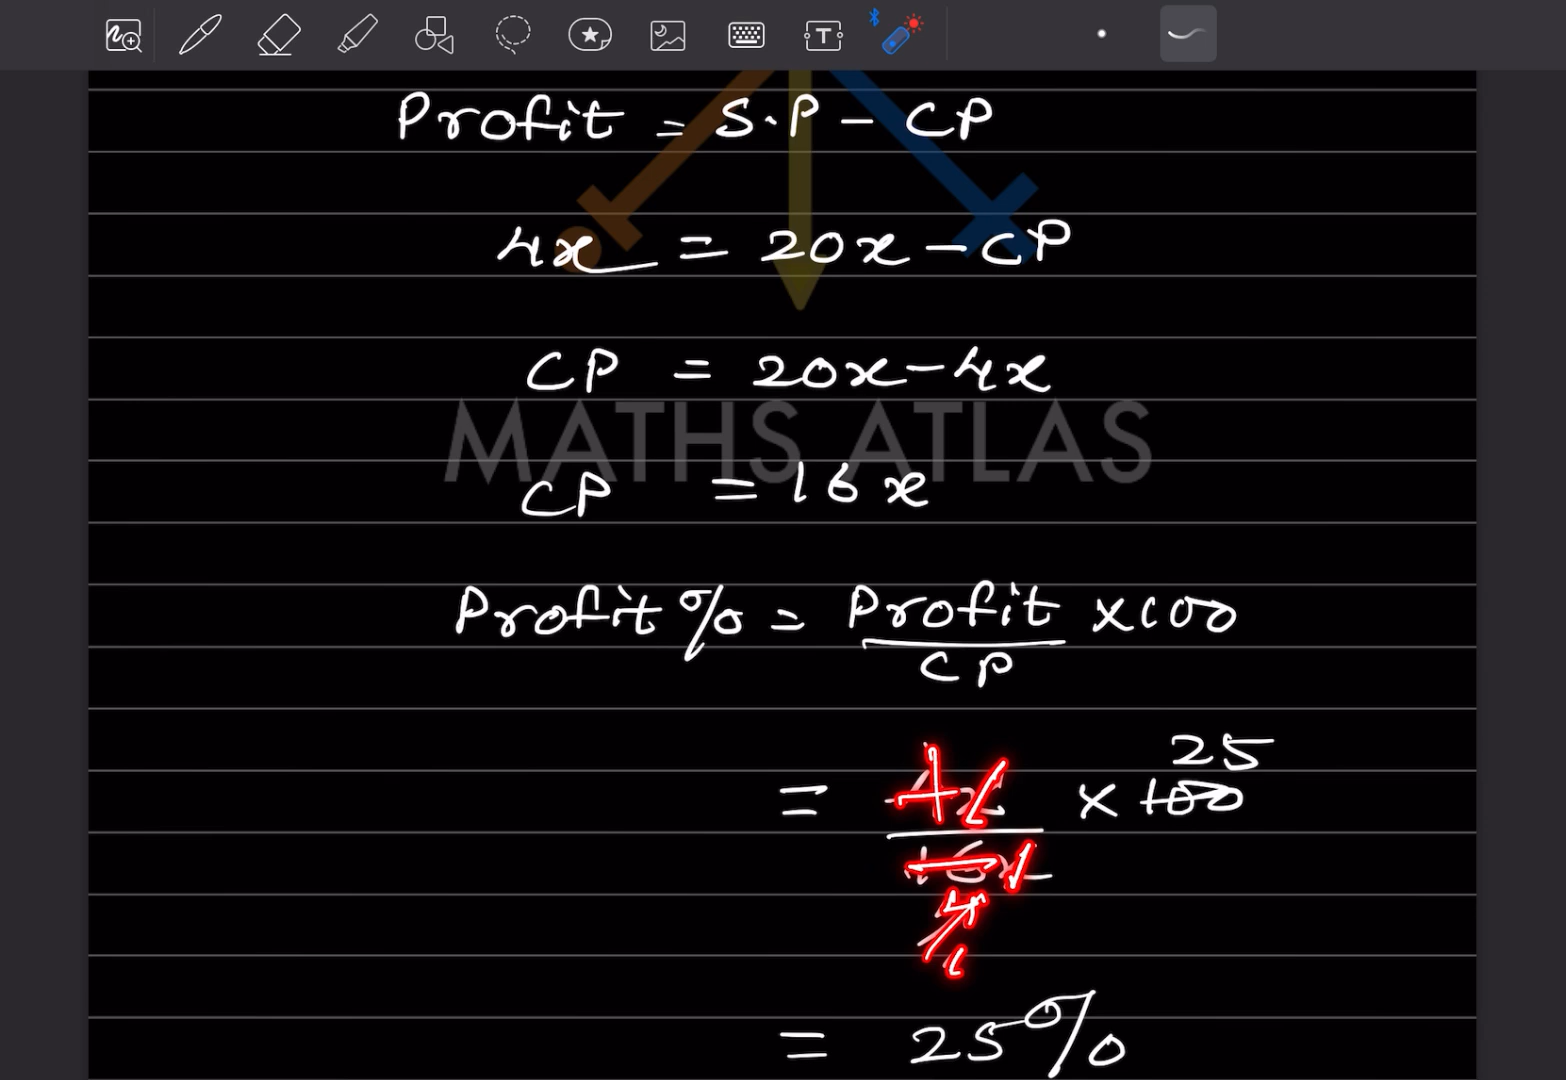 Profit = S.P - CP
4x = 20x - CP
CP = 20x - 4x
MATHS ATLAS
CP = 16x
Profit % = Profit / CP × 100
25
= 4x / 16x × 100
4
1
= 25%